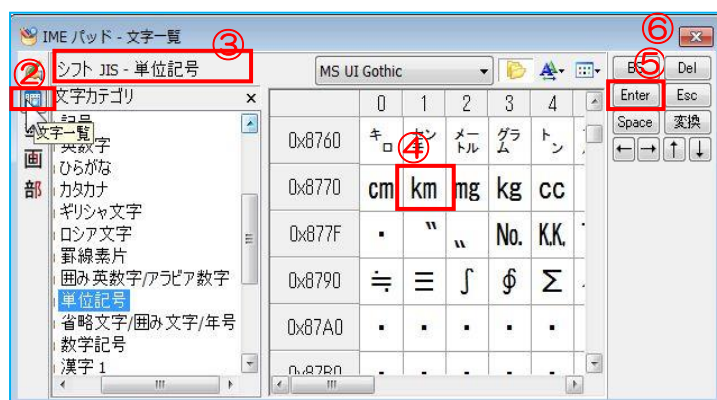 IME パッド - 文字一覧
⑥
③
②
シフト JIS - 単位記号
MS UI Gothic
⑤
Del
文字カテゴリ
x
0 1 2 3 4
Enter Esc
記号
文字一覧
英数字
Space 変換
0x8760 キロ センチ メートル グラム トン
④
←→↑↓
画
ひらがな
部
カタカナ
0x8770 cm km mg kg cc
ギリシャ文字
ロシア文字
0x877F ・ 〝 〟 No. K.K.
罫線素片
囲み英数字/アラビア数字
0x8790 ≒ ≡ ∫ ∮ Σ
単位記号
省略文字/囲み文字/年号
0x87A0 ・ ・ ・ ・ ・
数学記号
漢字 1
0x87B0